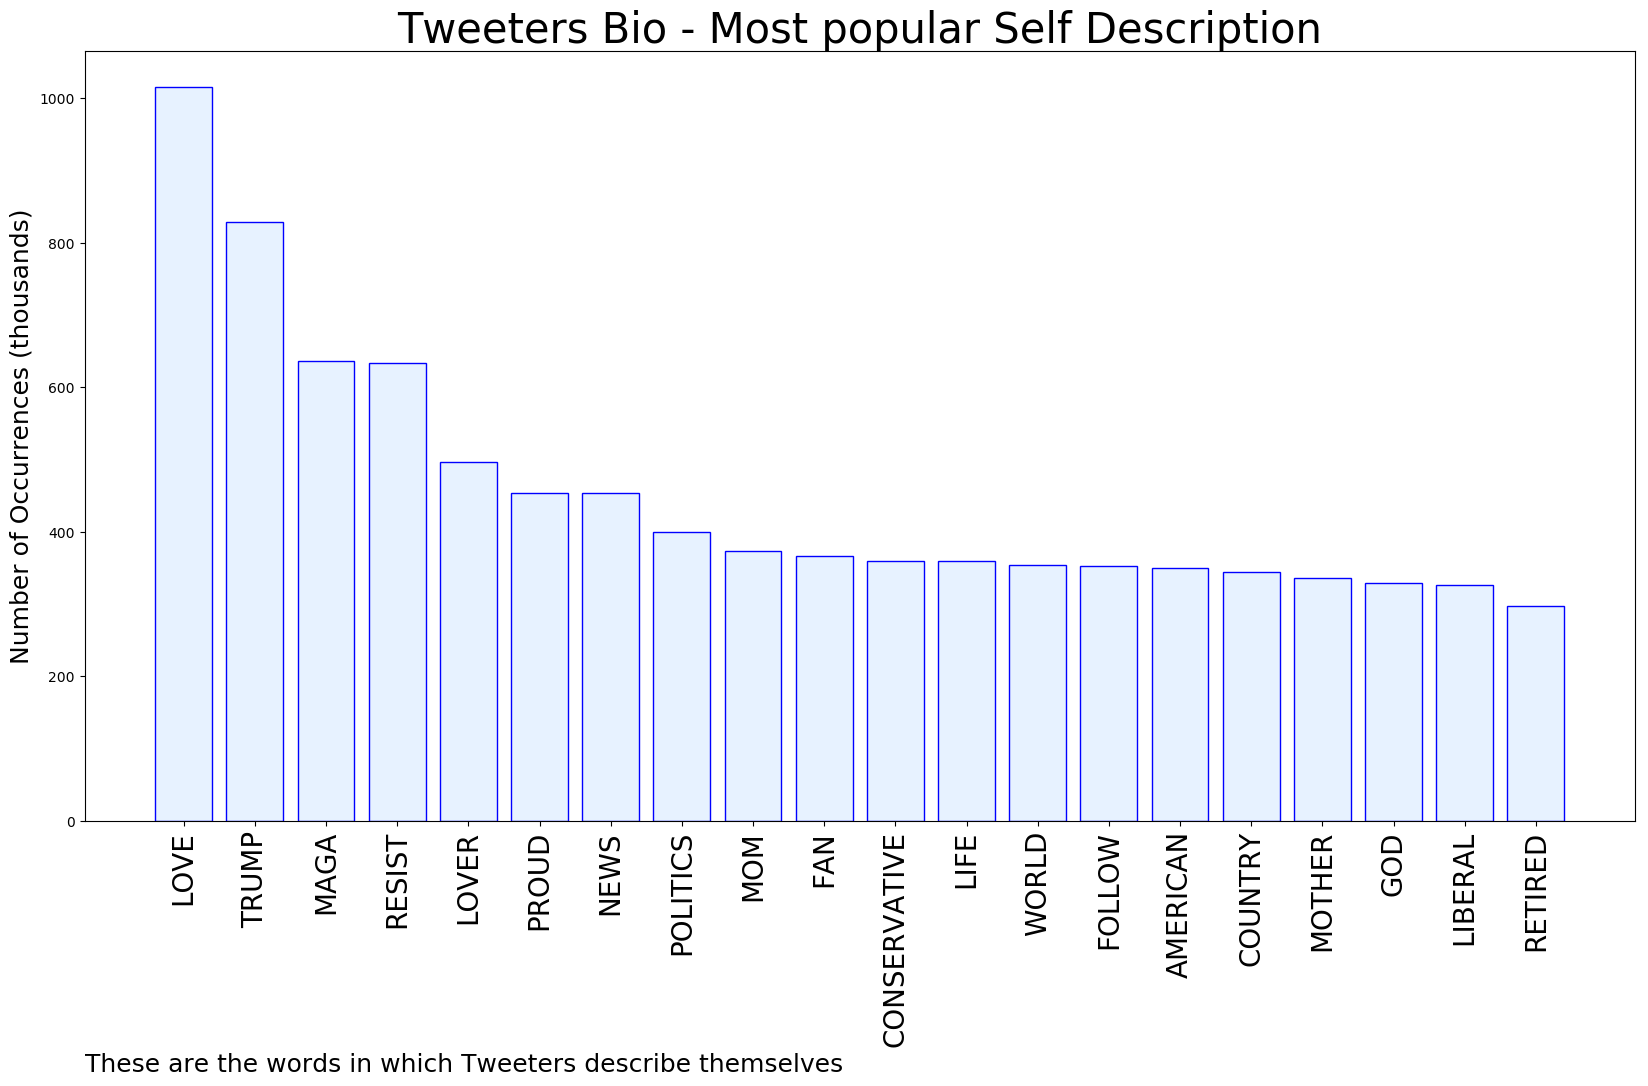 Tweeters Bio - Most popular Self Description
Number of Occurrences (thousands)
1000
800
600
400
200
0
LOVE
TRUMP
MAGA
RESIST
LOVER
PROUD
NEWS
POLITICS
MOM
FAN
CONSERVATIVE
LIFE
WORLD
FOLLOW
AMERICAN
COUNTRY
MOTHER
GOD
LIBERAL
RETIRED
These are the words in which Tweeters describe themselves